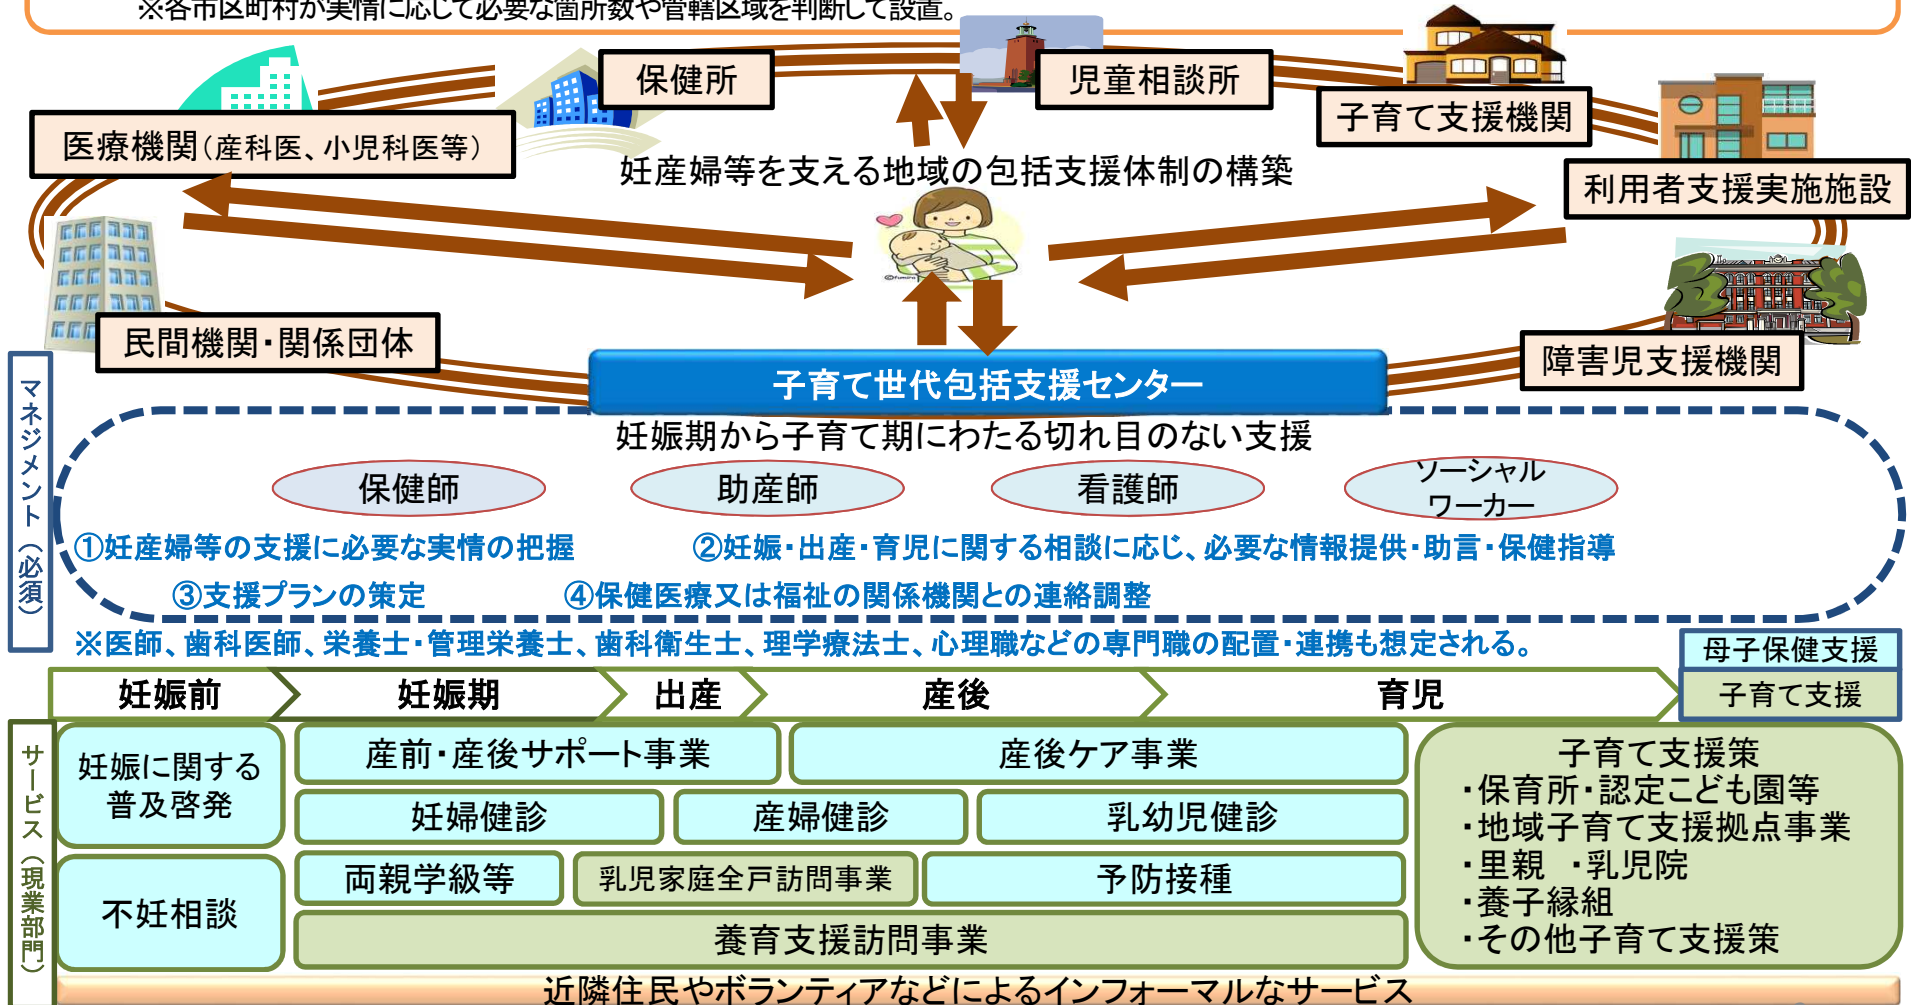 ※各市区町村が実情に応じて必要な箇所数や管轄区域を判断して設置。
保健所
児童相談所
子育て支援機関
医療機関(産科医、小児科医等)
妊産婦等を支える地域の包括支援体制の構築
利用者支援実施施設
民間機関・関係団体
障害児支援機関
子育て世代包括支援センター
マネジメント(必須)
妊娠期から子育て期にわたる切れ目のない支援
保健師
助産師
看護師
ソーシャル
ワーカー
①妊産婦等の支援に必要な実情の把握
②妊娠・出産・育児に関する相談に応じ、必要な情報提供・助言・保健指導
③支援プランの策定
④保健医療又は福祉の関係機関との連絡調整
※医師、歯科医師、栄養士・管理栄養士、歯科衛生士、理学療法士、心理職などの専門職の配置・連携も想定される。
母子保健支援
子育て支援
妊娠前
妊娠期
出産
産後
育児
サービス(現業部門)
妊娠に関する
普及啓発
産前・産後サポート事業
産後ケア事業
妊婦健診
産婦健診
乳幼児健診
不妊相談
両親学級等
乳児家庭全戸訪問事業
予防接種
養育支援訪問事業
子育て支援策
・保育所・認定こども園等
・地域子育て支援拠点事業
・里親 ・乳児院
・養子縁組
・その他子育て支援策
近隣住民やボランティアなどによるインフォーマルなサービス